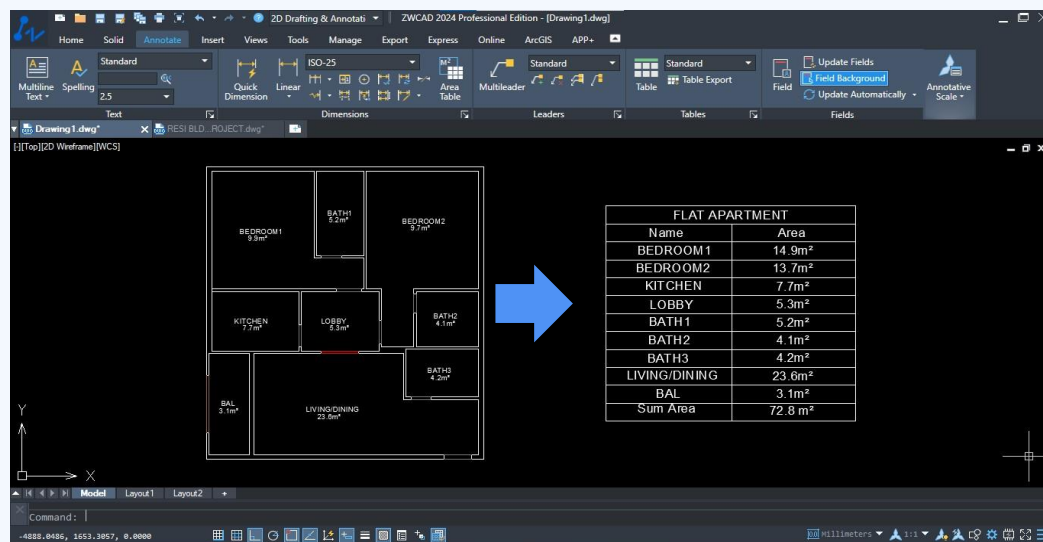 2D Drafting & Annotati
ZWCAD 2024 Professional Edition - [Drawing1.dwg]
Home Solid Annotate Insert Views Tools Manage Export Express Online ArcGIS APP+
Multiline Text
Spelling
Standard
2.5
Text
Quick Dimension
Linear
ISO-25
M²
Area Table
Dimensions
Multileader
Standard
Leaders
Table
Standard
Table Export
Tables
Field
Update Fields
Field Background
Update Automatically
Fields
Annotative Scale
Drawing1.dwg*
RESI BLD...ROJECT.dwg*
[-][Top][2D Wireframe][WCS]
BEDROOM1
9.9m²
BATH1
5.2m²
BEDROOM2
9.7m²
KITCHEN
7.7m²
LOBBY
5.3m²
BATH2
4.1m²
BATH3
4.2m²
BAL
3.1m²
LIVING/DINING
23.6m²
Y
X
FLAT APARTMENT
Name Area
BEDROOM1 14.9m²
BEDROOM2 13.7m²
KITCHEN 7.7m²
LOBBY 5.3m²
BATH1 5.2m²
BATH2 4.1m²
BATH3 4.2m²
LIVING/DINING 23.6m²
BAL 3.1m²
Sum Area 72.8 m²
Model Layout1 Layout2 +
Command:
-4888.0486, 1653.3057, 0.0000
Millimeters 1:1